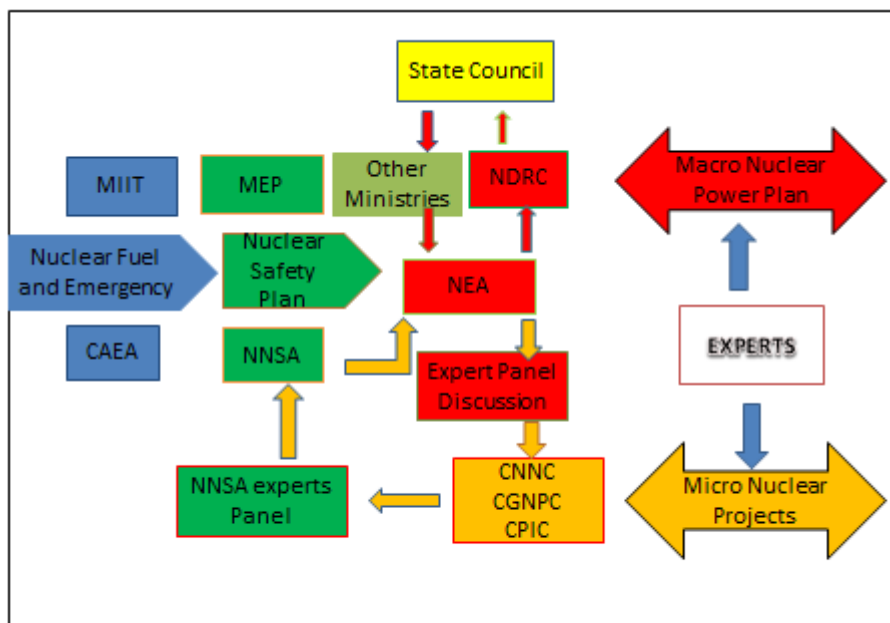 State Council
MIIT
MEP
Other
Ministries
NDRC
Macro Nuclear
Power Plan
Nuclear Fuel
and Emergency
Nuclear
Safety
Plan
NEA
CAEA
NNSA
Expert Panel
Discussion
EXPERTS
NNSA experts
Panel
CNNC
CGNPC
CPIC
Micro Nuclear
Projects